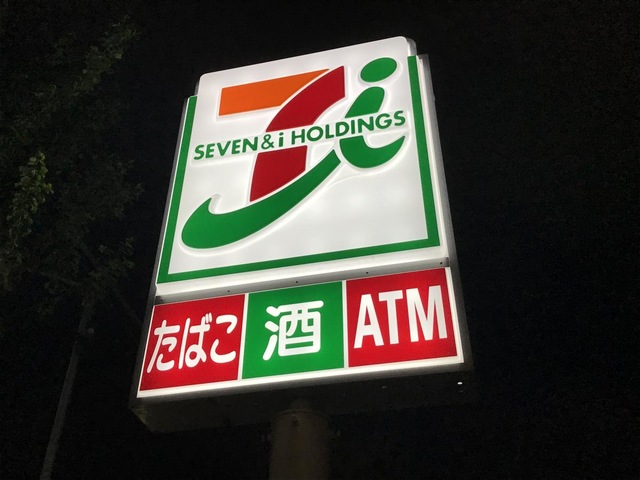 SEVEN&i HOLDINGS
たばこ 酒 ATM